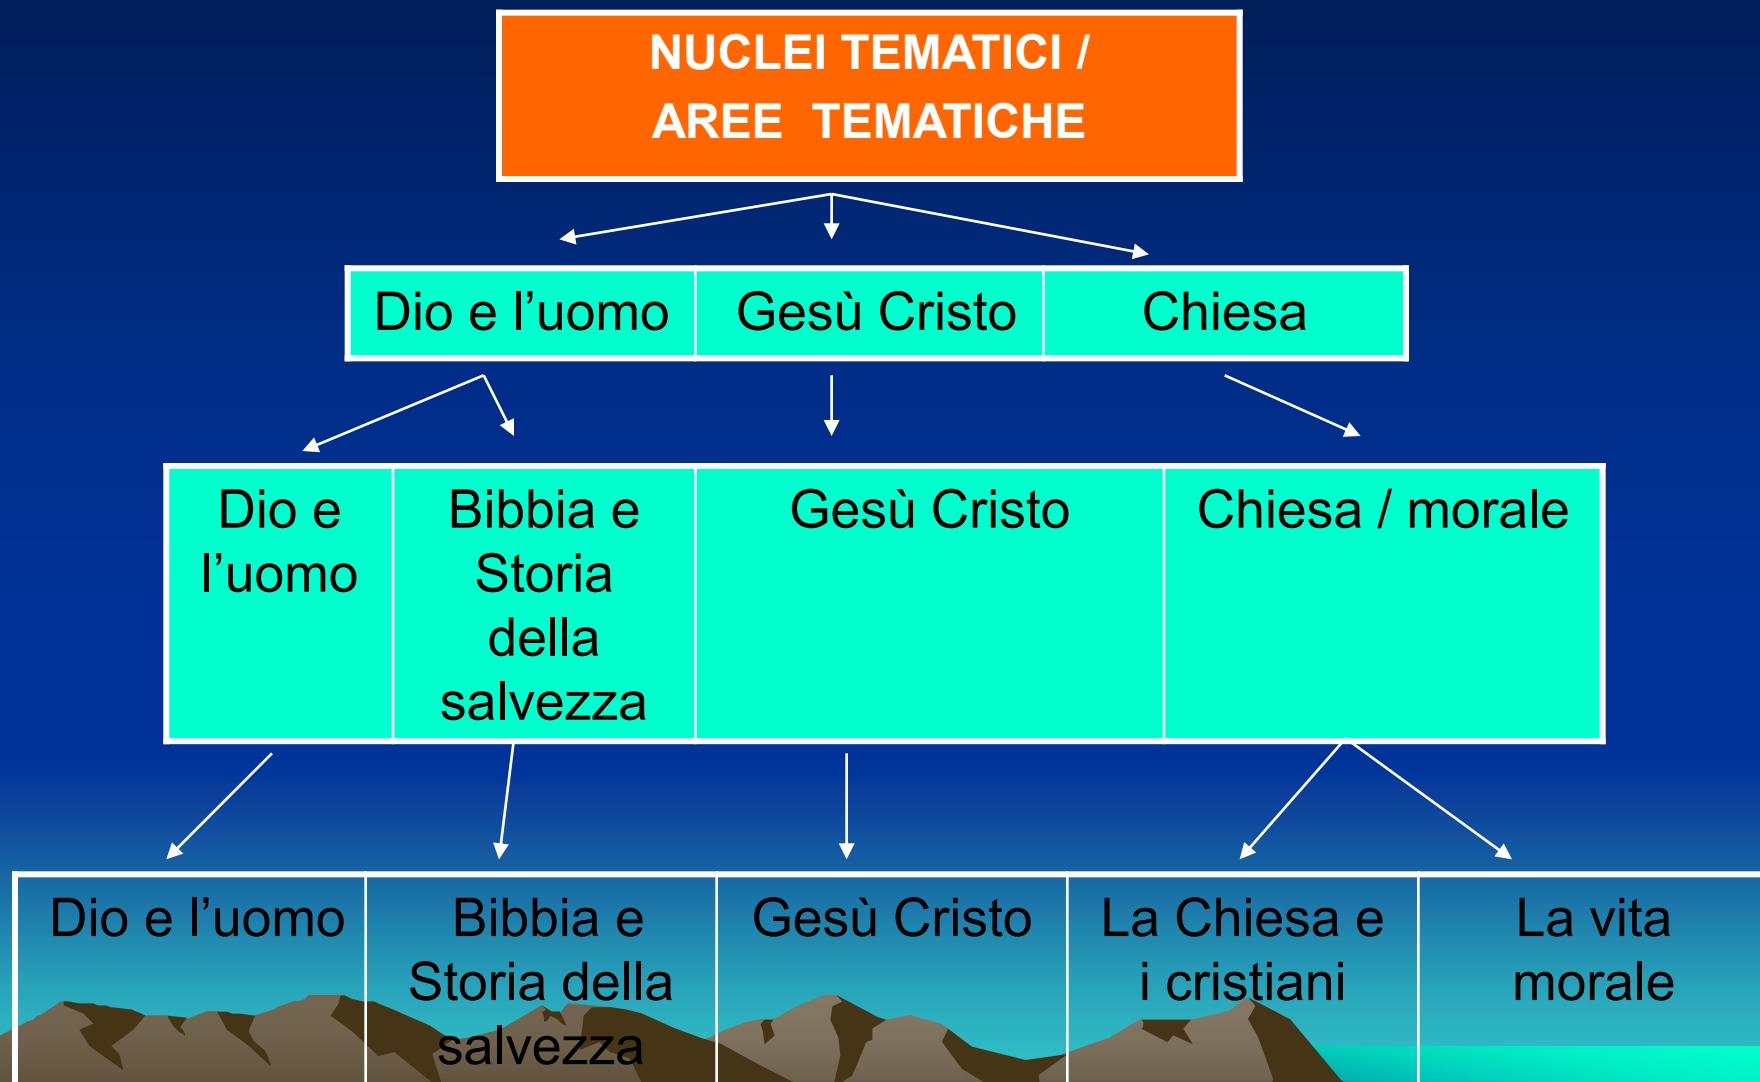 NUCLEI TEMATICI /
AREE TEMATICHE
Dio e l’uomo
Gesù Cristo
Chiesa
Dio e
l’uomo
Bibbia e
Storia
della
salvezza
Gesù Cristo
Chiesa / morale
Dio e l’uomo
Bibbia e
Storia della
salvezza
Gesù Cristo
La Chiesa e
i cristiani
La vita
morale